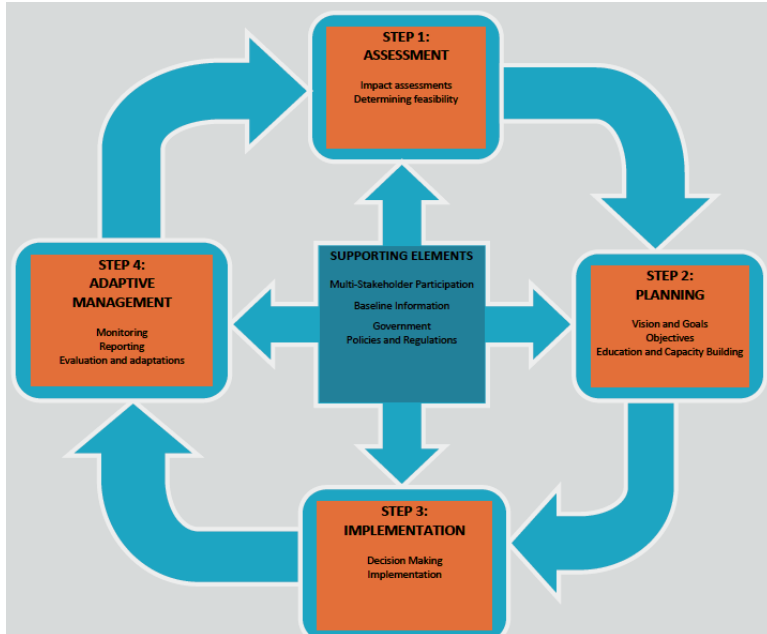 STEP 1:
ASSESSMENT
Impact assessments
Determining feasibility
STEP 4:
ADAPTIVE
MANAGEMENT
Monitoring
Reporting
Evaluation and adaptations
SUPPORTING ELEMENTS
Multi-Stakeholder Participation
Baseline Information
Government
Policies and Regulations
STEP 2:
PLANNING
Vision and Goals
Objectives
Education and Capacity Building
STEP 3:
IMPLEMENTATION
Decision Making
Implementation